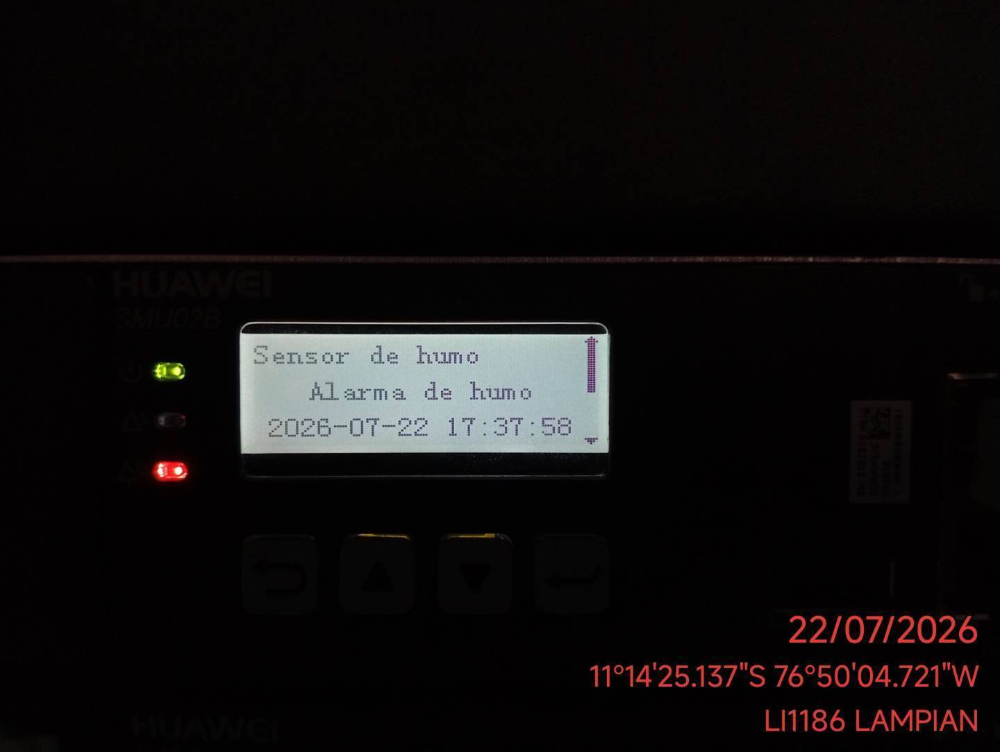 HUAWEI
SMU02B
Sensor de humo
Alarma de humo
2026-07-22 17:37:58
22/07/2026
11°14'25.137"S 76°50'04.721"W
LI1186 LAMPIAN
HUAWEI